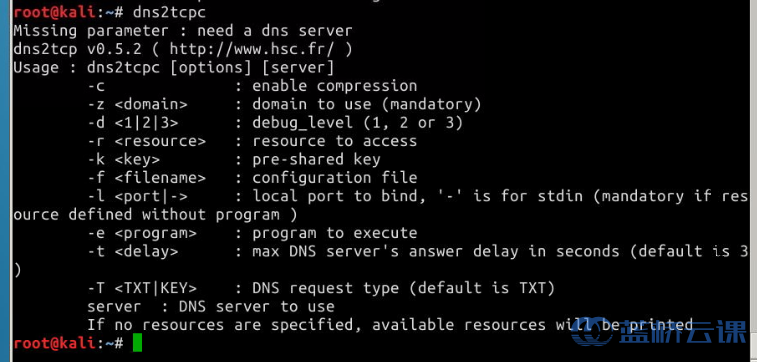 root@kali:~# dns2tcpc
Missing parameter : need a dns server
dns2tcp v0.5.2 ( http://www.hsc.fr/ )
Usage : dns2tcpc [options] [server]
        -c              : enable compression
        -z <domain>     : domain to use (mandatory)
        -d <1|2|3>      : debug_level (1, 2 or 3)
        -r <resource>   : resource to access
        -k <key>        : pre-shared key
        -f <filename>   : configuration file
        -l <port|->     : local port to bind, '-' is for stdin (mandatory if res
ource defined without program )
        -e <program>    : program to execute
        -t <delay>      : max DNS server's answer delay in seconds (default is 3
)
        -T <TXT|KEY>    : DNS request type (default is TXT)
        server  : DNS server to use
        If no resources are specified, available resources will be printed
root@kali:~#
蓝桥云课